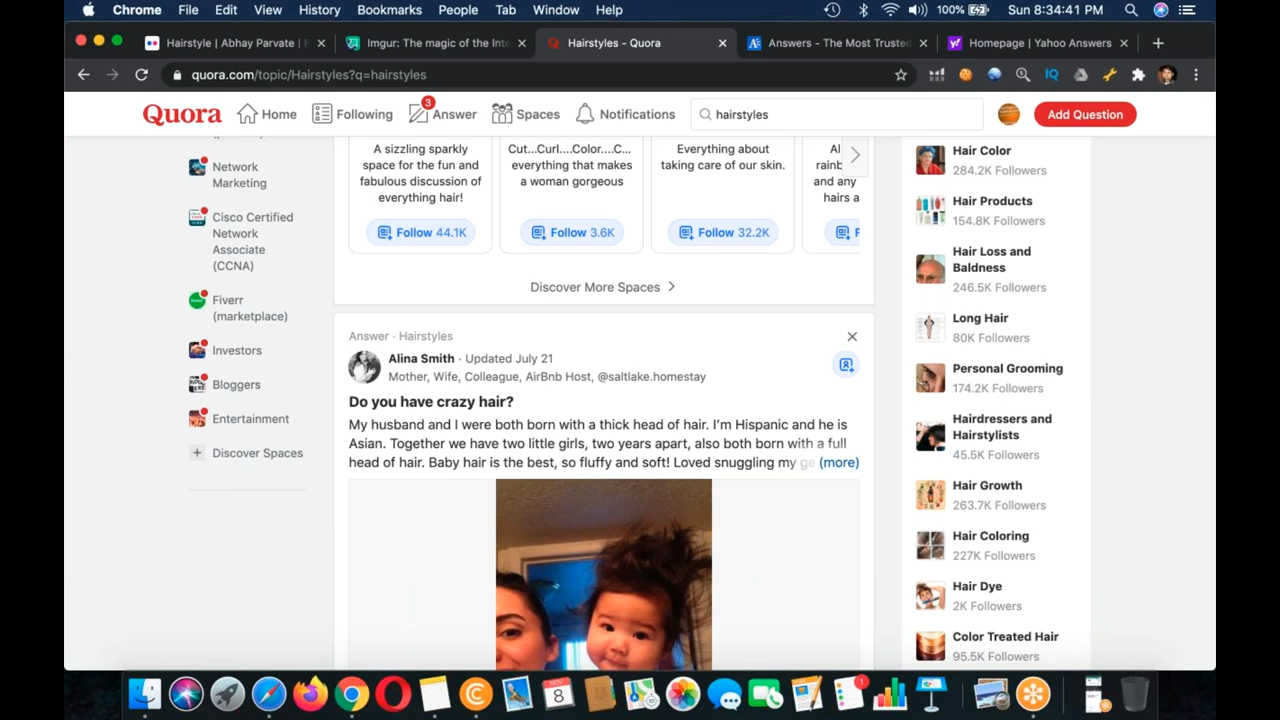 Chrome File Edit View History Bookmarks People Tab Window Help 100% Sun 8:34:41 PM
Hairstyle | Abhay Parvate | F Imgur: The magic of the Inte Hairstyles - Quora Answers - The Most Trusted Homepage | Yahoo Answers
quora.com/topic/Hairstyles?q=hairstyles
Quora Home Following 3 Answer Spaces Notifications hairstyles Add Question
Network
Marketing
Cisco Certified
Network
Associate
(CCNA)
Fiverr
(marketplace)
Investors
Bloggers
Entertainment
Discover Spaces
A sizzling sparkly
space for the fun and
fabulous discussion of
everything hair!
Follow 44.1K
Cut...Curl....Color....C...
everything that makes
a woman gorgeous
Follow 3.6K
Everything about
taking care of our skin.
Follow 32.2K
Al
rainb
and any
hairs a
F
Discover More Spaces
Answer · Hairstyles
Alina Smith · Updated July 21
Mother, Wife, Colleague, AirBnb Host, @saltlake.homestay
Do you have crazy hair?
My husband and I were both born with a thick head of hair. I'm Hispanic and he is
Asian. Together we have two little girls, two years apart, also both born with a full
head of hair. Baby hair is the best, so fluffy and soft! Loved snuggling my ge (more)
Hair Color
284.2K Followers
Hair Products
154.8K Followers
Hair Loss and
Baldness
246.5K Followers
Long Hair
80K Followers
Personal Grooming
174.2K Followers
Hairdressers and
Hairstylists
45.5K Followers
Hair Growth
263.7K Followers
Hair Coloring
227K Followers
Hair Dye
2K Followers
Color Treated Hair
95.5K Followers
NOV
8
1